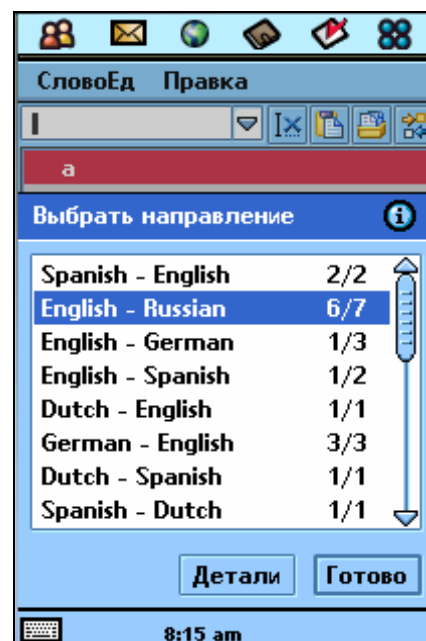 СловоЕд Правка
а
Выбрать направление
Spanish - English 2/2
English - Russian 6/7
English - German 1/3
English - Spanish 1/2
Dutch - English 1/1
German - English 3/3
Dutch - Spanish 1/1
Spanish - Dutch 1/1
Детали Готово
8:15 am